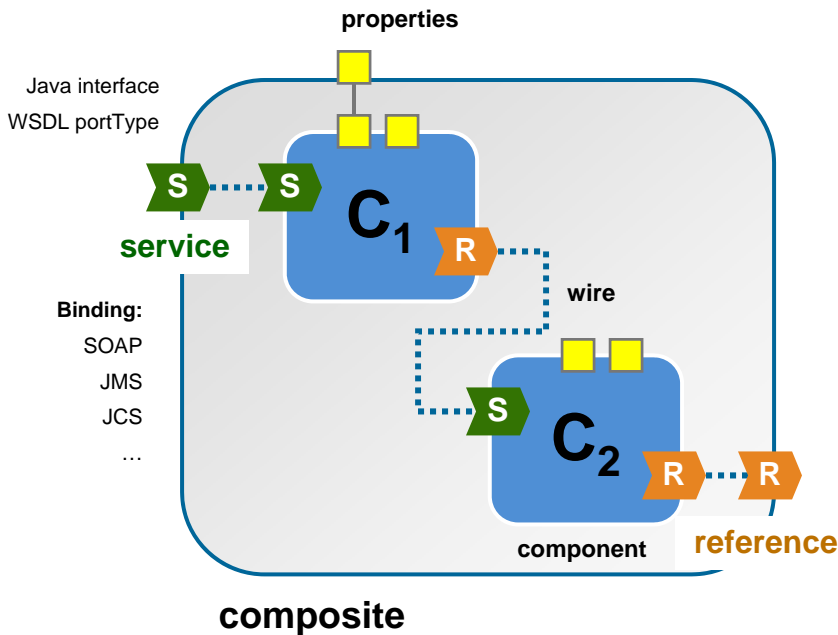 properties
Java interface
WSDL portType
S
S
C1
R
service
Binding:
SOAP
JMS
JCS
…
wire
S
C2
R
R
component
reference
composite